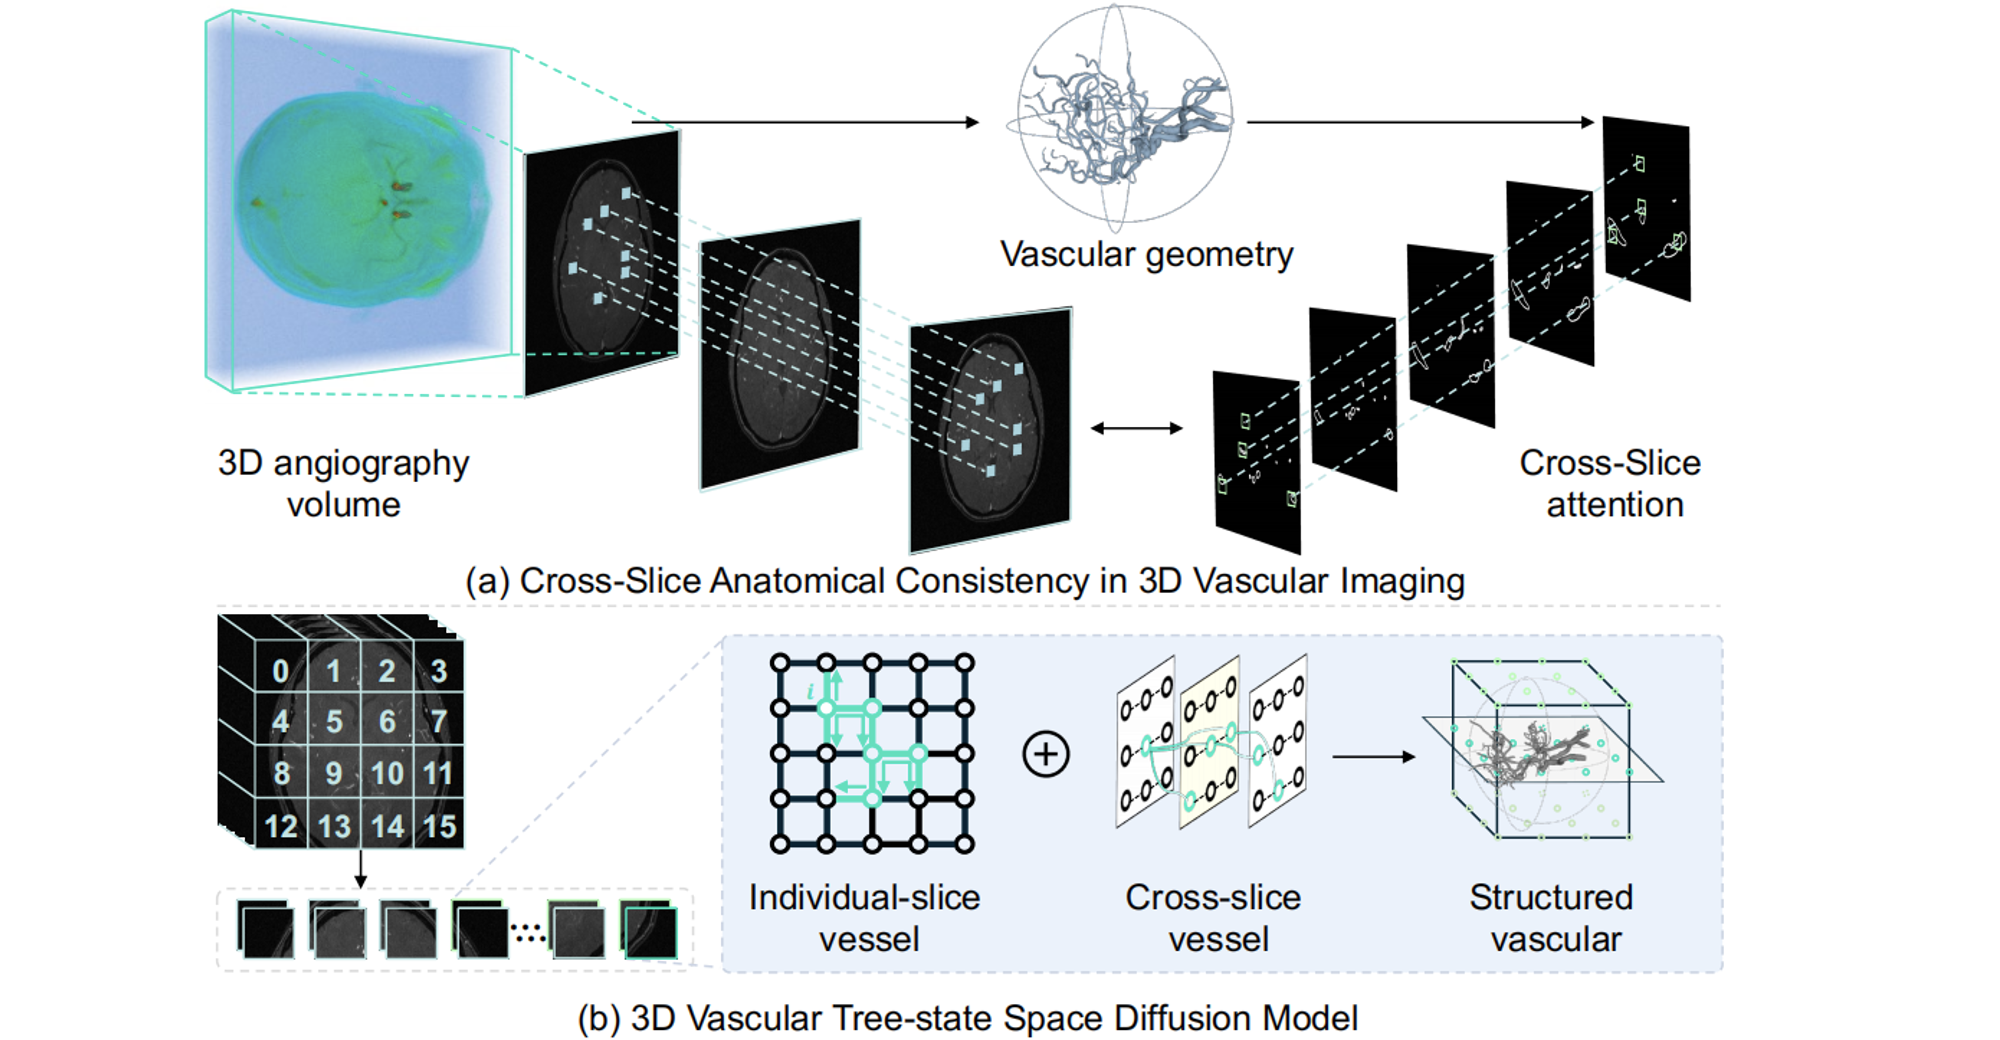 Vascular geometry
3D angiography
volume
Cross-Slice
attention
(a) Cross-Slice Anatomical Consistency in 3D Vascular Imaging
0 1 2 3
4 5 6 7
8 9 10 11
12 13 14 15
i
Individual-slice
vessel
Cross-slice
vessel
Structured
vascular
(b) 3D Vascular Tree-state Space Diffusion Model